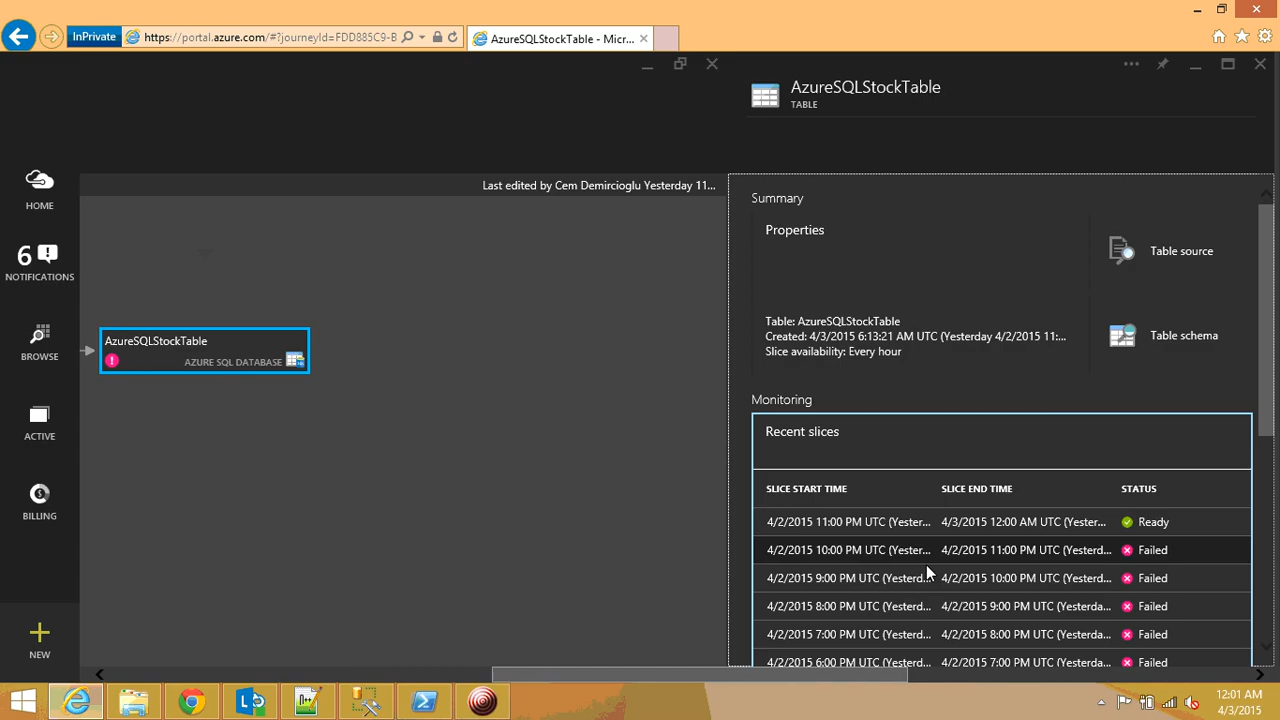 InPrivate
https://portal.azure.com/#?journeyId=FDD885C9-B
AzureSQLStockTable - Micr...
AzureSQLStockTable
TABLE
HOME
6
NOTIFICATIONS
BROWSE
ACTIVE
BILLING
NEW
Last edited by Cem Demircioglu Yesterday 11...
AzureSQLStockTable
AZURE SQL DATABASE
Summary
Properties
Table source
Table: AzureSQLStockTable
Created: 4/3/2015 6:13:21 AM UTC (Yesterday 4/2/2015 11:...
Slice availability: Every hour
Table schema
Monitoring
Recent slices
SLICE START TIME SLICE END TIME STATUS
4/2/2015 11:00 PM UTC (Yester... 4/3/2015 12:00 AM UTC (Yester... Ready
4/2/2015 10:00 PM UTC (Yester... 4/2/2015 11:00 PM UTC (Yesterd... Failed
4/2/2015 9:00 PM UTC (Yesterd... 4/2/2015 10:00 PM UTC (Yesterd... Failed
4/2/2015 8:00 PM UTC (Yesterd... 4/2/2015 9:00 PM UTC (Yesterda... Failed
4/2/2015 7:00 PM UTC (Yesterd... 4/2/2015 8:00 PM UTC (Yesterda... Failed
4/2/2015 6:00 PM UTC (Yesterd... 4/2/2015 7:00 PM UTC (Yesterda... Failed
12:01 AM
4/3/2015